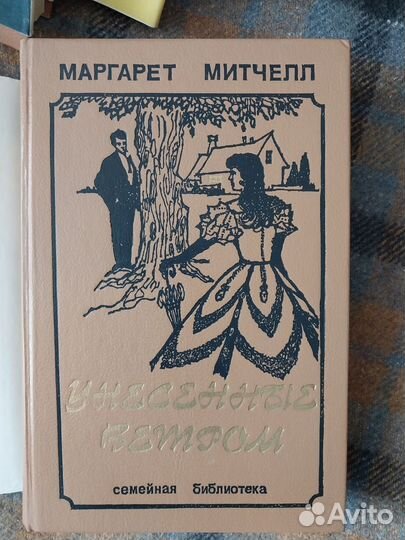 МАРГАРЕТ МИТЧЕЛЛ
УНЕСЕННЫЕ
ВЕТРОМ
семейная библиотека
Avito